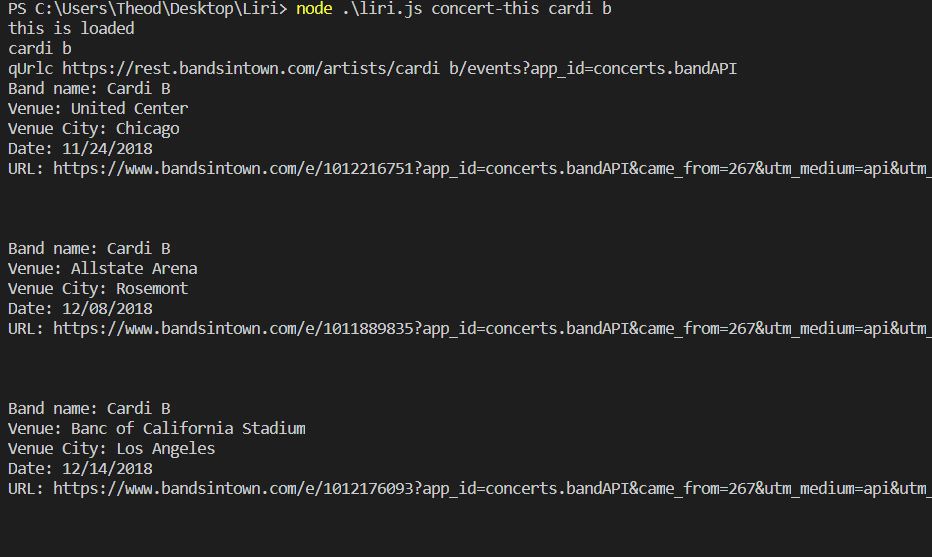 PS C:\Users\Theod\Desktop\Liri> node .\liri.js concert-this cardi b
this is loaded
cardi b
qUrlc https://rest.bandsintown.com/artists/cardi b/events?app_id=concerts.bandAPI
Band name: Cardi B
Venue: United Center
Venue City: Chicago
Date: 11/24/2018
URL: https://www.bandsintown.com/e/1012216751?app_id=concerts.bandAPI&came_from=267&utm_medium=api&utm_
Band name: Cardi B
Venue: Allstate Arena
Venue City: Rosemont
Date: 12/08/2018
URL: https://www.bandsintown.com/e/1011889835?app_id=concerts.bandAPI&came_from=267&utm_medium=api&utm_
Band name: Cardi B
Venue: Banc of California Stadium
Venue City: Los Angeles
Date: 12/14/2018
URL: https://www.bandsintown.com/e/1012176093?app_id=concerts.bandAPI&came_from=267&utm_medium=api&utm_